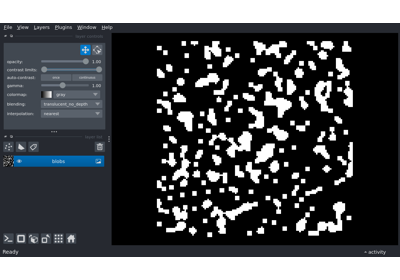 File View Layers Plugins Window Help
layer controls
opacity: 1.00
contrast limits:
auto-contrast: once continuous
gamma: 1.00
colormap: gray
blending: translucent_no_depth
interpolation: nearest
layer list
blobs
Ready
activity